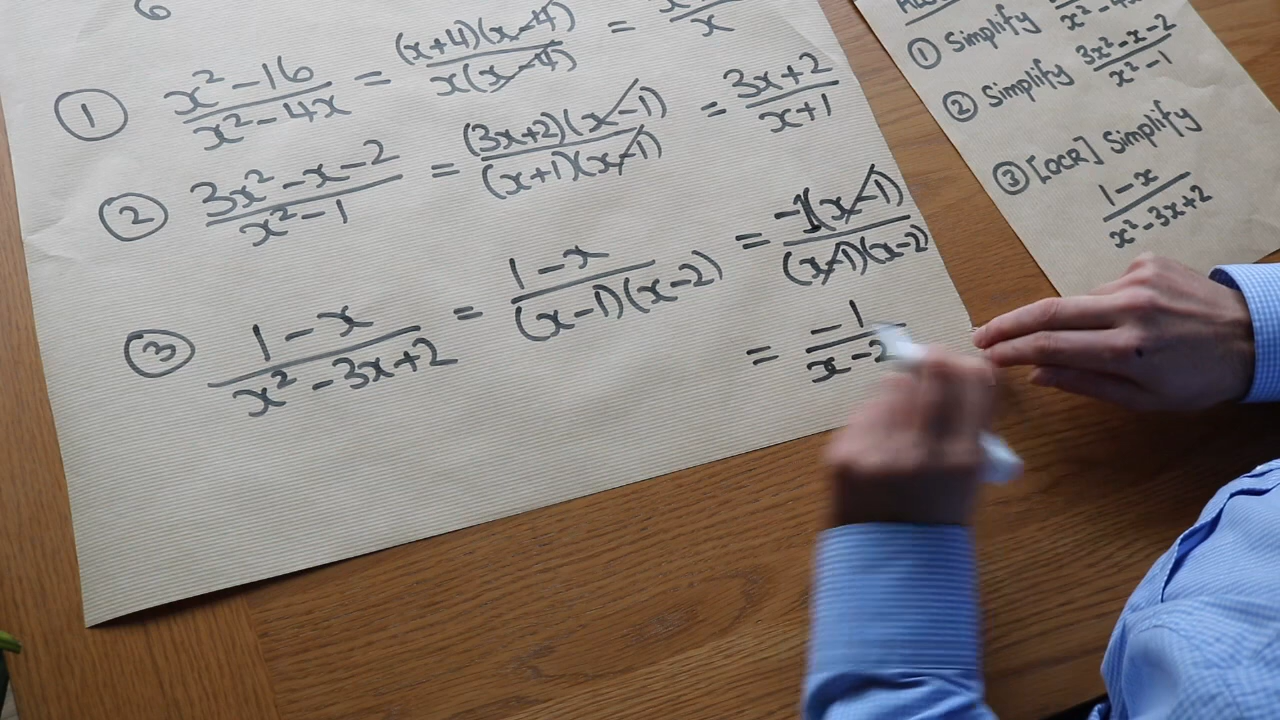 6
① x² - 16 / x² - 4x = (x+4)(x-4) / x(x-4) = / x
② 3x² - x - 2 / x² - 1 = (3x+2)(x-1) / (x+1)(x-1) = 3x+2 / x+1
③ 1 - x / x² - 3x + 2 = 1 - x / (x-1)(x-2) = -1(x-1) / (x-1)(x-2)
= -1 / x - 2
① Simplify / x² - 4x
② Simplify 3x² - x - 2 / x² - 1
③ [OCR] Simplify
1 - x / x² - 3x + 2